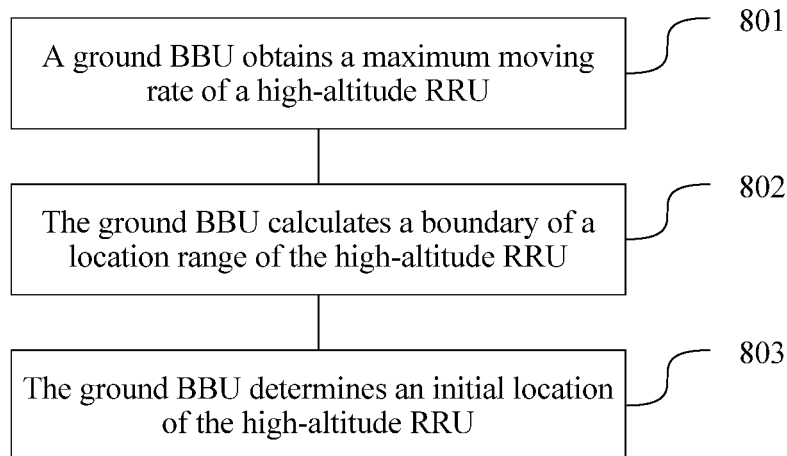 801
A ground BBU obtains a maximum moving
rate of a high-altitude RRU
802
The ground BBU calculates a boundary of a
location range of the high-altitude RRU
803
The ground BBU determines an initial location
of the high-altitude RRU